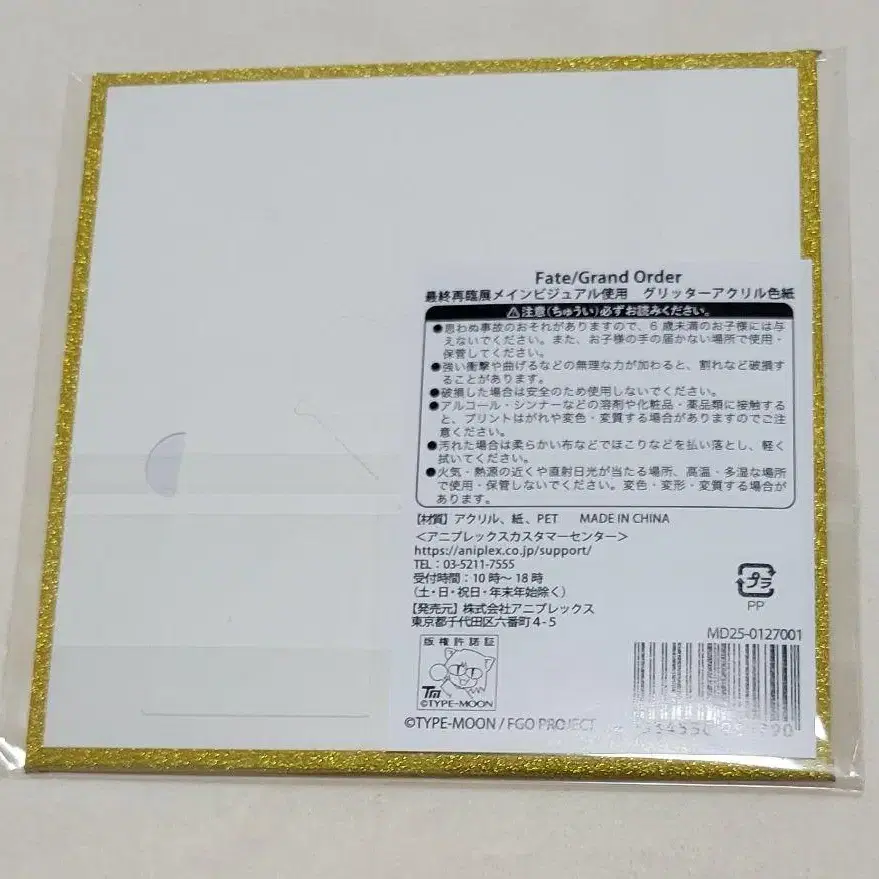 Fate/Grand Order
最終再臨展メインビジュアル使用　グリッターアクリル色紙
⚠注意(ちゅうい)必ずお読みください。
●思わぬ事故のおそれがありますので、6歳未満のお子様には与
えないでください。また、お子様の手の届かない場所で使用・
保管してください。
●強い衝撃や曲げるなどの無理な力が加わると、割れなど破損す
ることがあります。
●破損した場合は安全のため使用しないでください。
●アルコール・シンナーなどの溶剤や化粧品・薬品類に接触する
と、プリントはがれや変色・変質する場合がありますのでご注
意ください。
●汚れた場合は柔らかい布などでほこりなどを払い落とし、軽く
拭いてください。
●火気・熱源の近くや直射日光が当たる場所、高温・多湿な場所
で使用・保管しないでください。変色・変形・変質する場合が
あります。
【材質】アクリル、紙、PET　MADE IN CHINA
<アニプレックスカスタマーセンター>
https://aniplex.co.jp/support/
TEL：03-5211-7555
受付時間：10時～18時
(土・日・祝日・年末年始除く)
【発売元】株式会社アニプレックス
東京都千代田区六番町4-5
プラ
PP
MD25-0127001
版権許諾証
TM
©TYPE-MOON
©TYPE-MOON / FGO PROJECT